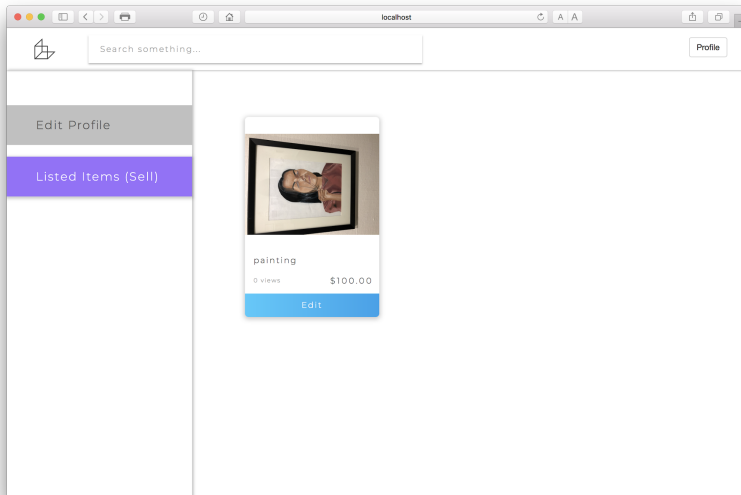 localhost
A A
Search something...
Profile
Edit Profile
Listed Items (Sell)
painting
0 views
$100.00
Edit